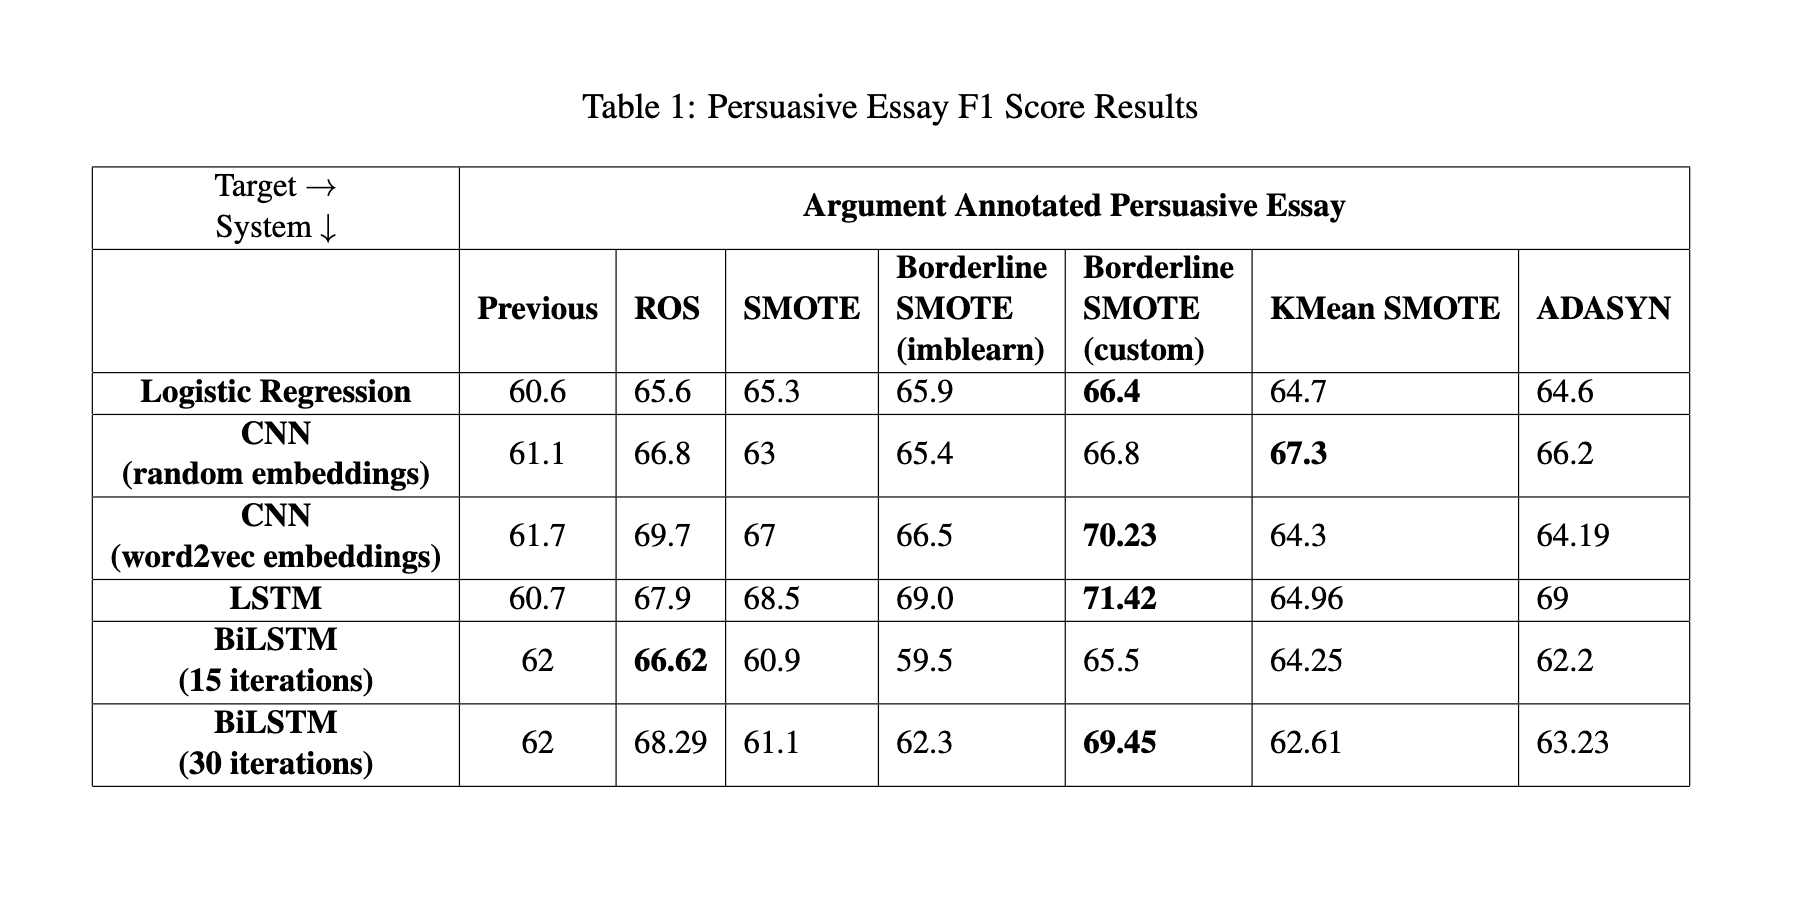 Table 1: Persuasive Essay F1 Score Results
Target →
System ↓
Argument Annotated Persuasive Essay
Previous
ROS
SMOTE
Borderline
SMOTE
(imblearn)
Borderline
SMOTE
(custom)
KMean SMOTE
ADASYN
Logistic Regression
60.6
65.6
65.3
65.9
66.4
64.7
64.6
CNN
(random embeddings)
61.1
66.8
63
65.4
66.8
67.3
66.2
CNN
(word2vec embeddings)
61.7
69.7
67
66.5
70.23
64.3
64.19
LSTM
60.7
67.9
68.5
69.0
71.42
64.96
69
BiLSTM
(15 iterations)
62
66.62
60.9
59.5
65.5
64.25
62.2
BiLSTM
(30 iterations)
62
68.29
61.1
62.3
69.45
62.61
63.23